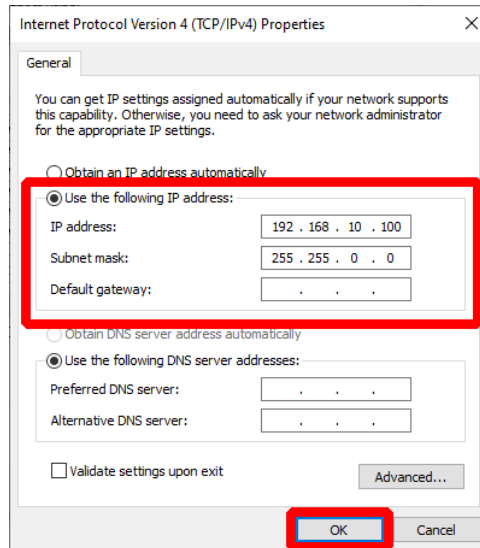 Internet Protocol Version 4 (TCP/IPv4) Properties
General
You can get IP settings assigned automatically if your network supports
this capability. Otherwise, you need to ask your network administrator
for the appropriate IP settings.
Obtain an IP address automatically
Use the following IP address:
IP address: 192 . 168 . 10 . 100
Subnet mask: 255 . 255 . 0 . 0
Default gateway: . . .
Obtain DNS server address automatically
Use the following DNS server addresses:
Preferred DNS server: . . .
Alternative DNS server: . . .
Validate settings upon exit
Advanced...
OK Cancel